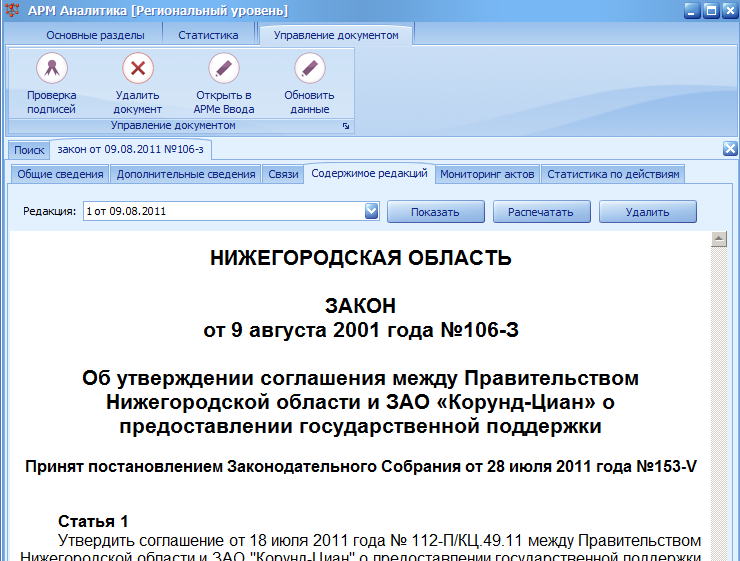 АРМ Аналитика [Региональный уровень]
Основные разделы Статистика Управление документом
Проверка подписей
Удалить документ
Открыть в АРМе Ввода
Обновить данные
Управление документом
Поиск закон от 09.08.2011 №106-з
Общие сведения Дополнительные сведения Связи Содержимое редакций Мониторинг актов Статистика по действиям
Редакция: 1 от 09.08.2011 Показать Распечатать Удалить
НИЖЕГОРОДСКАЯ ОБЛАСТЬ
ЗАКОН
от 9 августа 2001 года №106-З
Об утверждении соглашения между Правительством
Нижегородской области и ЗАО «Корунд-Циан» о
предоставлении государственной поддержки
Принят постановлением Законодательного Собрания от 28 июля 2011 года №153-V
Статья 1
Утвердить соглашение от 18 июля 2011 года № 112-П/КЦ.49.11 между Правительством
Нижегородской области и ЗАО "Корунд-Циан" о предоставлении государственной поддержки